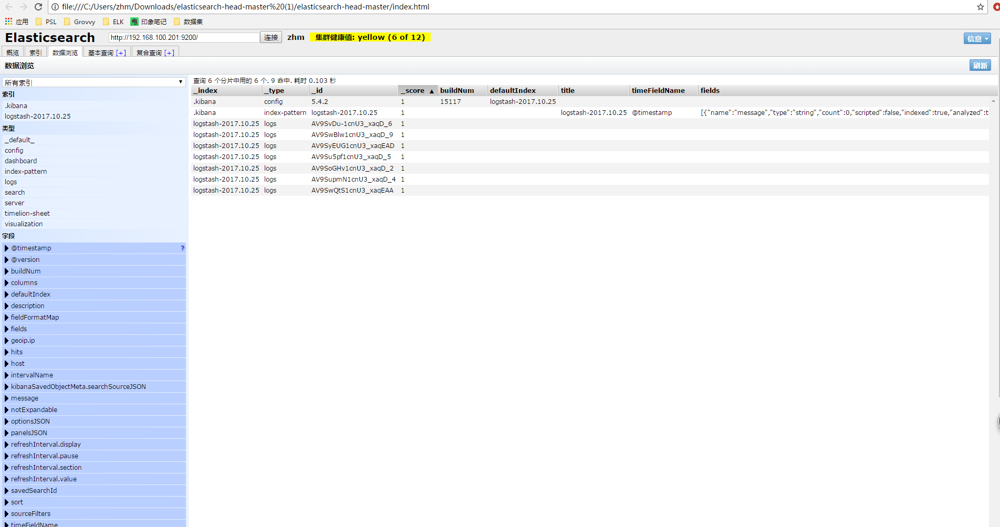 file:///C:/Users/zhm/Downloads/elasticsearch-head-master%20(1)/elasticsearch-head-master/index.html
应用 PSL Grovvy ELK 印象笔记 数据集
Elasticsearch http://192.168.100.201:9200/ 连接 zhm 集群健康值: yellow (6 of 12) 信息
概览 索引 数据浏览 基本查询 [+] 复合查询 [+]
数据浏览 刷新
所有索引
索引
.kibana
logstash-2017.10.25
类型
_default_
config
dashboard
index-pattern
logs
search
server
timelion-sheet
visualization
字段
@timestamp ?
@version
buildNum
columns
defaultIndex
description
fieldFormatMap
fields
geoip.ip
hits
host
intervalName
kibanaSavedObjectMeta.searchSourceJSON
message
notExpandable
optionsJSON
panelsJSON
refreshInterval.display
refreshInterval.pause
refreshInterval.section
refreshInterval.value
savedSearchId
sort
sourceFilters
timeFieldName
查询 6 个分片中用的 6 个. 9 命中. 耗时 0.103 秒
_index _type _id _score ▲ buildNum defaultIndex title timeFieldName fields
.kibana config 5.4.2 1 15117 logstash-2017.10.25
.kibana index-pattern logstash-2017.10.25 1 logstash-2017.10.25 @timestamp [{"name":"message","type":"string","count":0,"scripted":false,"indexed":true,"analyzed":t
logstash-2017.10.25 logs AV9SvDu-1cnU3_xaqD_6 1
logstash-2017.10.25 logs AV9SwBlw1cnU3_xaqD_9 1
logstash-2017.10.25 logs AV9SyEUG1cnU3_xaqEAD 1
logstash-2017.10.25 logs AV9Su5pf1cnU3_xaqD_5 1
logstash-2017.10.25 logs AV9SoGHv1cnU3_xaqD_2 1
logstash-2017.10.25 logs AV9SupmN1cnU3_xaqD_4 1
logstash-2017.10.25 logs AV9SwQtS1cnU3_xaqEAA 1